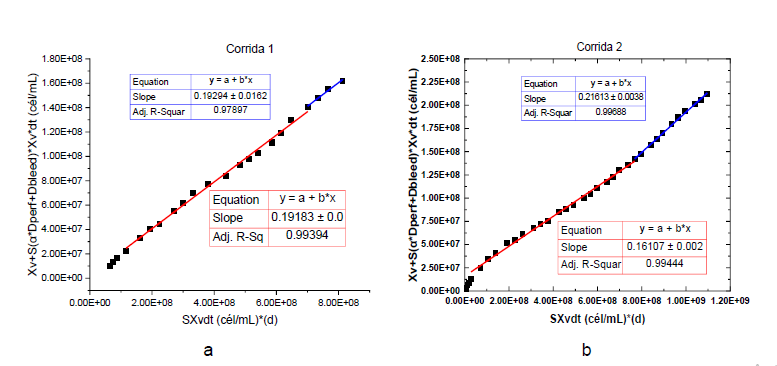 Corrida 1
Xv+S(α*Dperf+Dbleed)*Xv*dt (cél/mL)
1.80E+08
1.60E+08
1.40E+08
1.20E+08
1.00E+08
8.00E+07
6.00E+07
4.00E+07
2.00E+07
0.00E+00
Equation y = a + b*x
Slope 0.19294 ± 0.0162
Adj. R-Squar 0.97897
Equation y = a + b*x
Slope 0.19183 ± 0.0
Adj. R-Sq 0.99394
0.00E+00 2.00E+08 4.00E+08 6.00E+08 8.00E+08
SXvdt (cél/mL)*(d)
a
Corrida 2
Xv+S(α*Dperf+Dbleed)*Xv*dt (cél/mL)
2.50E+08
2.25E+08
2.00E+08
1.75E+08
1.50E+08
1.25E+08
1.00E+08
7.50E+07
5.00E+07
2.50E+07
0.00E+00
Equation y = a + b*x
Slope 0.21613 ± 0.0038
Adj. R-Squar 0.99688
Equation y = a + b*x
Slope 0.16107 ± 0.002
Adj. R-Squar 0.99444
0.00E+00 2.00E+08 4.00E+08 6.00E+08 8.00E+08 1.00E+09 1.20E+09
SXvdt (cél/mL)*(d)
b